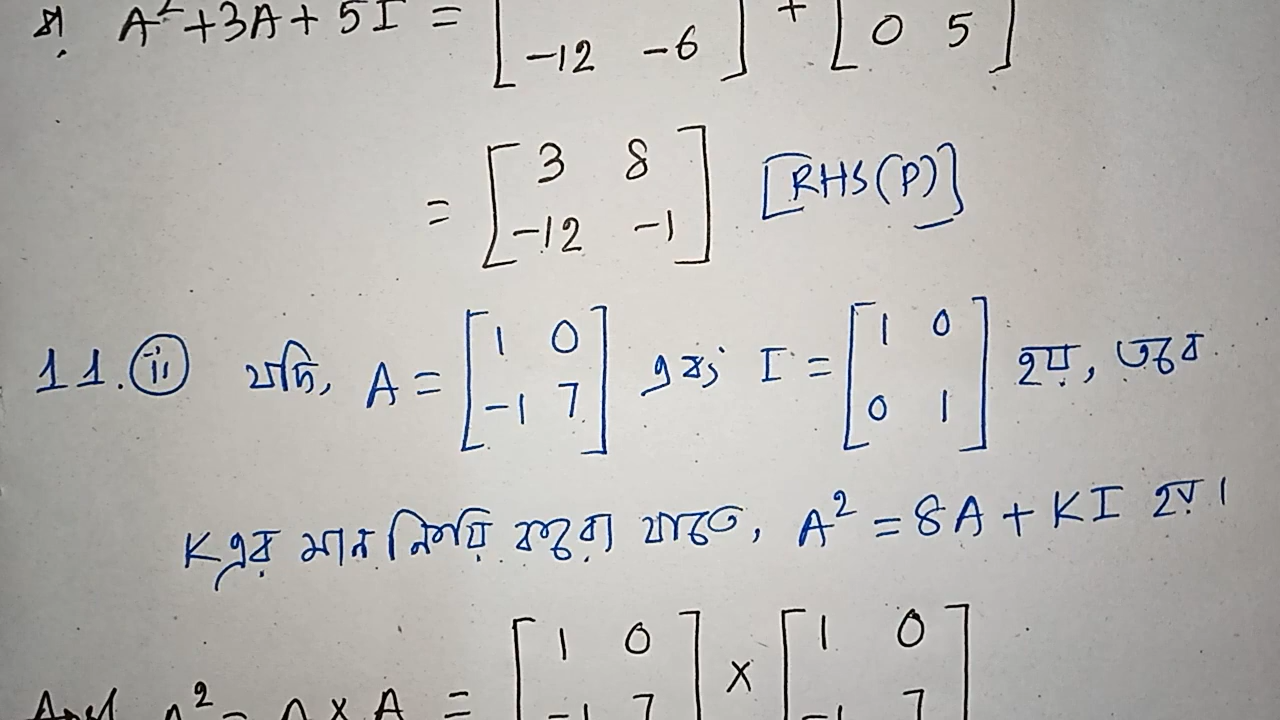 বা, A²+3A+5I = [-12 -6] + [0 5]
= [3 8
-12 -1] [RHS(P)]
11.(ii) যদি, A = [1 0
-1 7] এবং I = [1 0
0 1] হয়, তবে
K এর মান নির্ণয় করো যাতে, A² = 8A + KI হয়।
A² = A × A = [1 0
-1 7] × [1 0
-1 7]